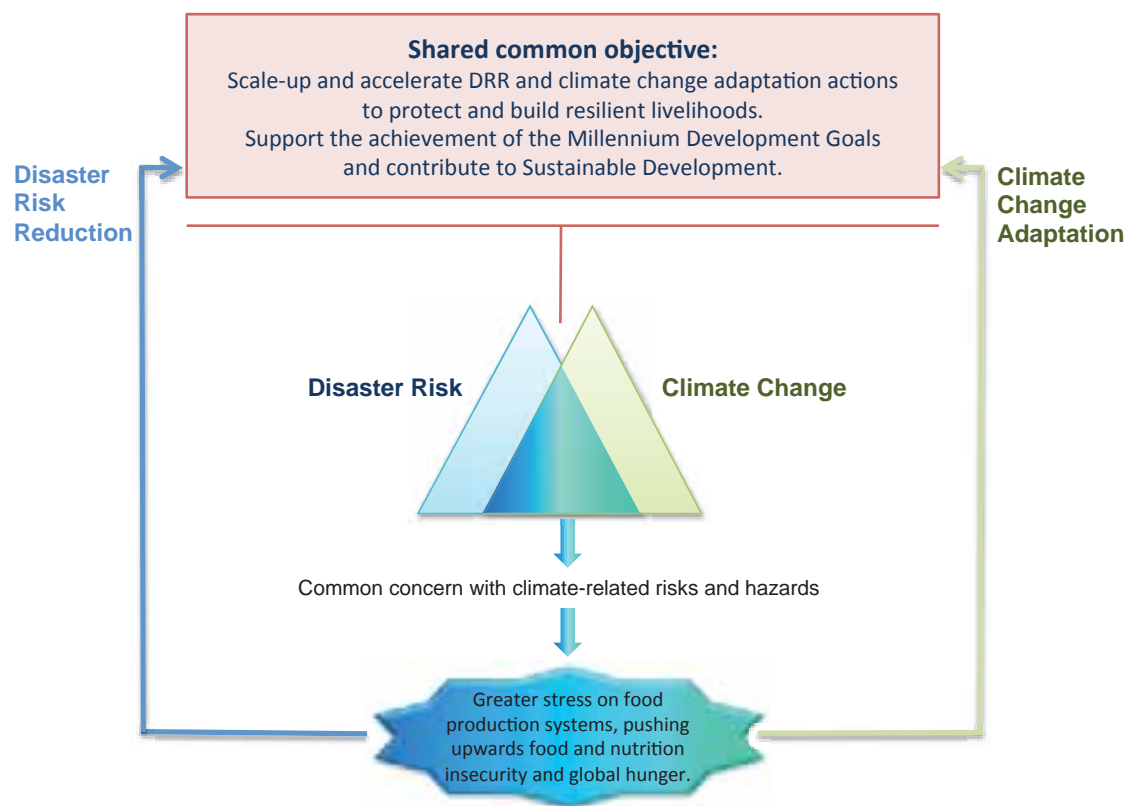 Shared common objective:
Scale-up and accelerate DRR and climate change adaptation actions
to protect and build resilient livelihoods.
Support the achievement of the Millennium Development Goals
and contribute to Sustainable Development.
Disaster
Risk
Reduction
Climate
Change
Adaptation
Disaster Risk
Climate Change
Common concern with climate-related risks and hazards
Greater stress on food
production systems, pushing
upwards food and nutrition
insecurity and global hunger.